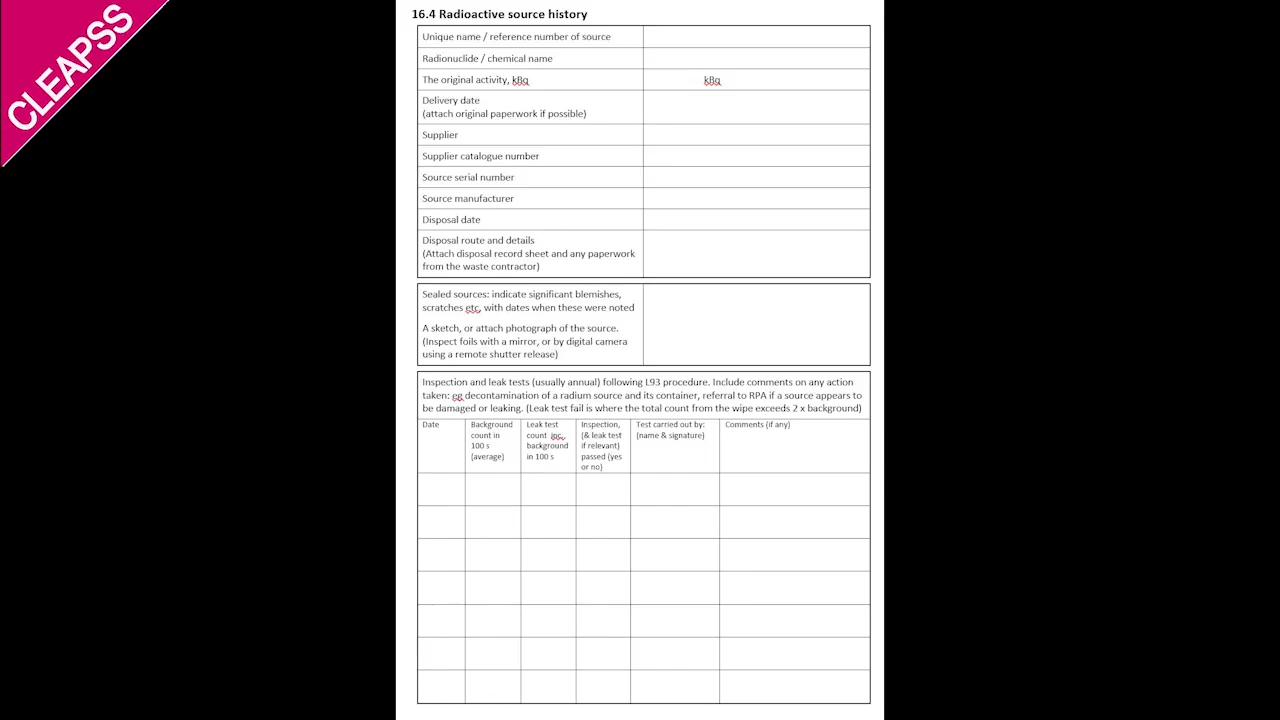 CLEAPSS
16.4 Radioactive source history
Unique name / reference number of source
Radionuclide / chemical name
The original activity, kBq
kBq
Delivery date
(attach original paperwork if possible)
Supplier
Supplier catalogue number
Source serial number
Source manufacturer
Disposal date
Disposal route and details
(Attach disposal record sheet and any paperwork
from the waste contractor)
Sealed sources: indicate significant blemishes,
scratches etc, with dates when these were noted
A sketch, or attach photograph of the source.
(Inspect foils with a mirror, or by digital camera
using a remote shutter release)
Inspection and leak tests (usually annual) following L93 procedure. Include comments on any action
taken: eg decontamination of a radium source and its container, referral to RPA if a source appears to
be damaged or leaking. (Leak test fail is where the total count from the wipe exceeds 2 x background)
Date
Background
count in
100 s
(average)
Leak test
count inc,
background
in 100 s
Inspection,
(& leak test
if relevant)
passed (yes
or no)
Test carried out by:
(name & signature)
Comments (if any)